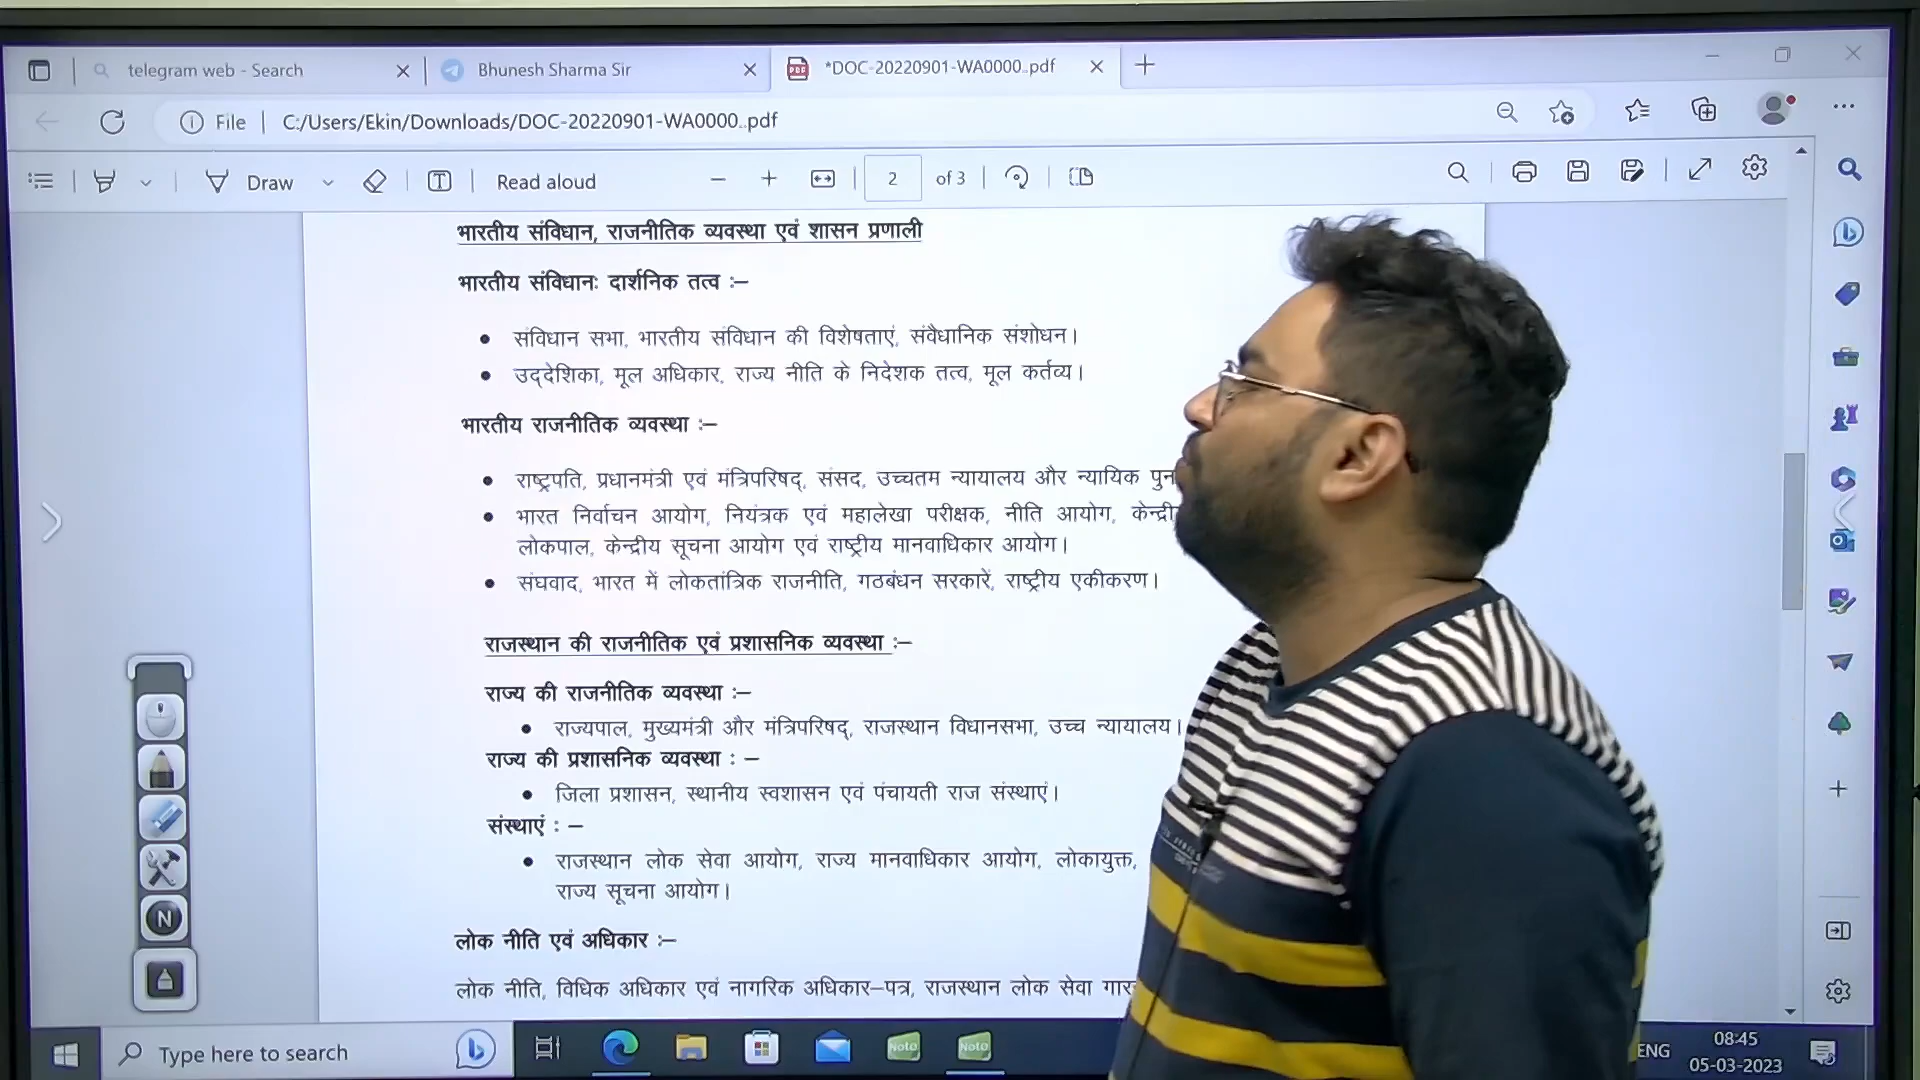 telegram web - Search
Bhunesh Sharma Sir
*DOC-20220901-WA0000..pdf
File
C:/Users/Ekin/Downloads/DOC-20220901-WA0000..pdf
Draw
Read aloud
2
of 3
भारतीय संविधान, राजनीतिक व्यवस्था एवं शासन प्रणाली
भारतीय संविधानः दार्शनिक तत्व :–
• संविधान सभा, भारतीय संविधान की विशेषताएं, संवैधानिक संशोधन।
• उद्देशिका, मूल अधिकार, राज्य नीति के निदेशक तत्व, मूल कर्तव्य।
भारतीय राजनीतिक व्यवस्था :–
• राष्ट्रपति, प्रधानमंत्री एवं मंत्रिपरिषद्, संसद, उच्चतम न्यायालय और न्यायिक
• भारत निर्वाचन आयोग, नियंत्रक एवं महालेखा परीक्षक, नीति आयोग,
लोकपाल, केन्द्रीय सूचना आयोग एवं राष्ट्रीय मानवाधिकार आयोग।
• संघवाद, भारत में लोकतांत्रिक राजनीति, गठबंधन सरकारें, राष्ट्रीय एकीकरण।
राजस्थान की राजनीतिक एवं प्रशासनिक व्यवस्था :–
राज्य की राजनीतिक व्यवस्था :–
• राज्यपाल, मुख्यमंत्री और मंत्रिपरिषद्, राजस्थान विधानसभा, उच्च न्यायालय।
राज्य की प्रशासनिक व्यवस्था : –
• जिला प्रशासन, स्थानीय स्वशासन एवं पंचायती राज संस्थाएं।
संस्थाएं : –
• राजस्थान लोक सेवा आयोग, राज्य मानवाधिकार आयोग, लोकायुक्त,
राज्य सूचना आयोग।
लोक नीति एवं अधिकार :–
लोक नीति, विधिक अधिकार एवं नागरिक अधिकार–पत्र, राजस्थान लोक सेवा
N
Type here to search
Note
Note
ENG
08:45
05-03-2023